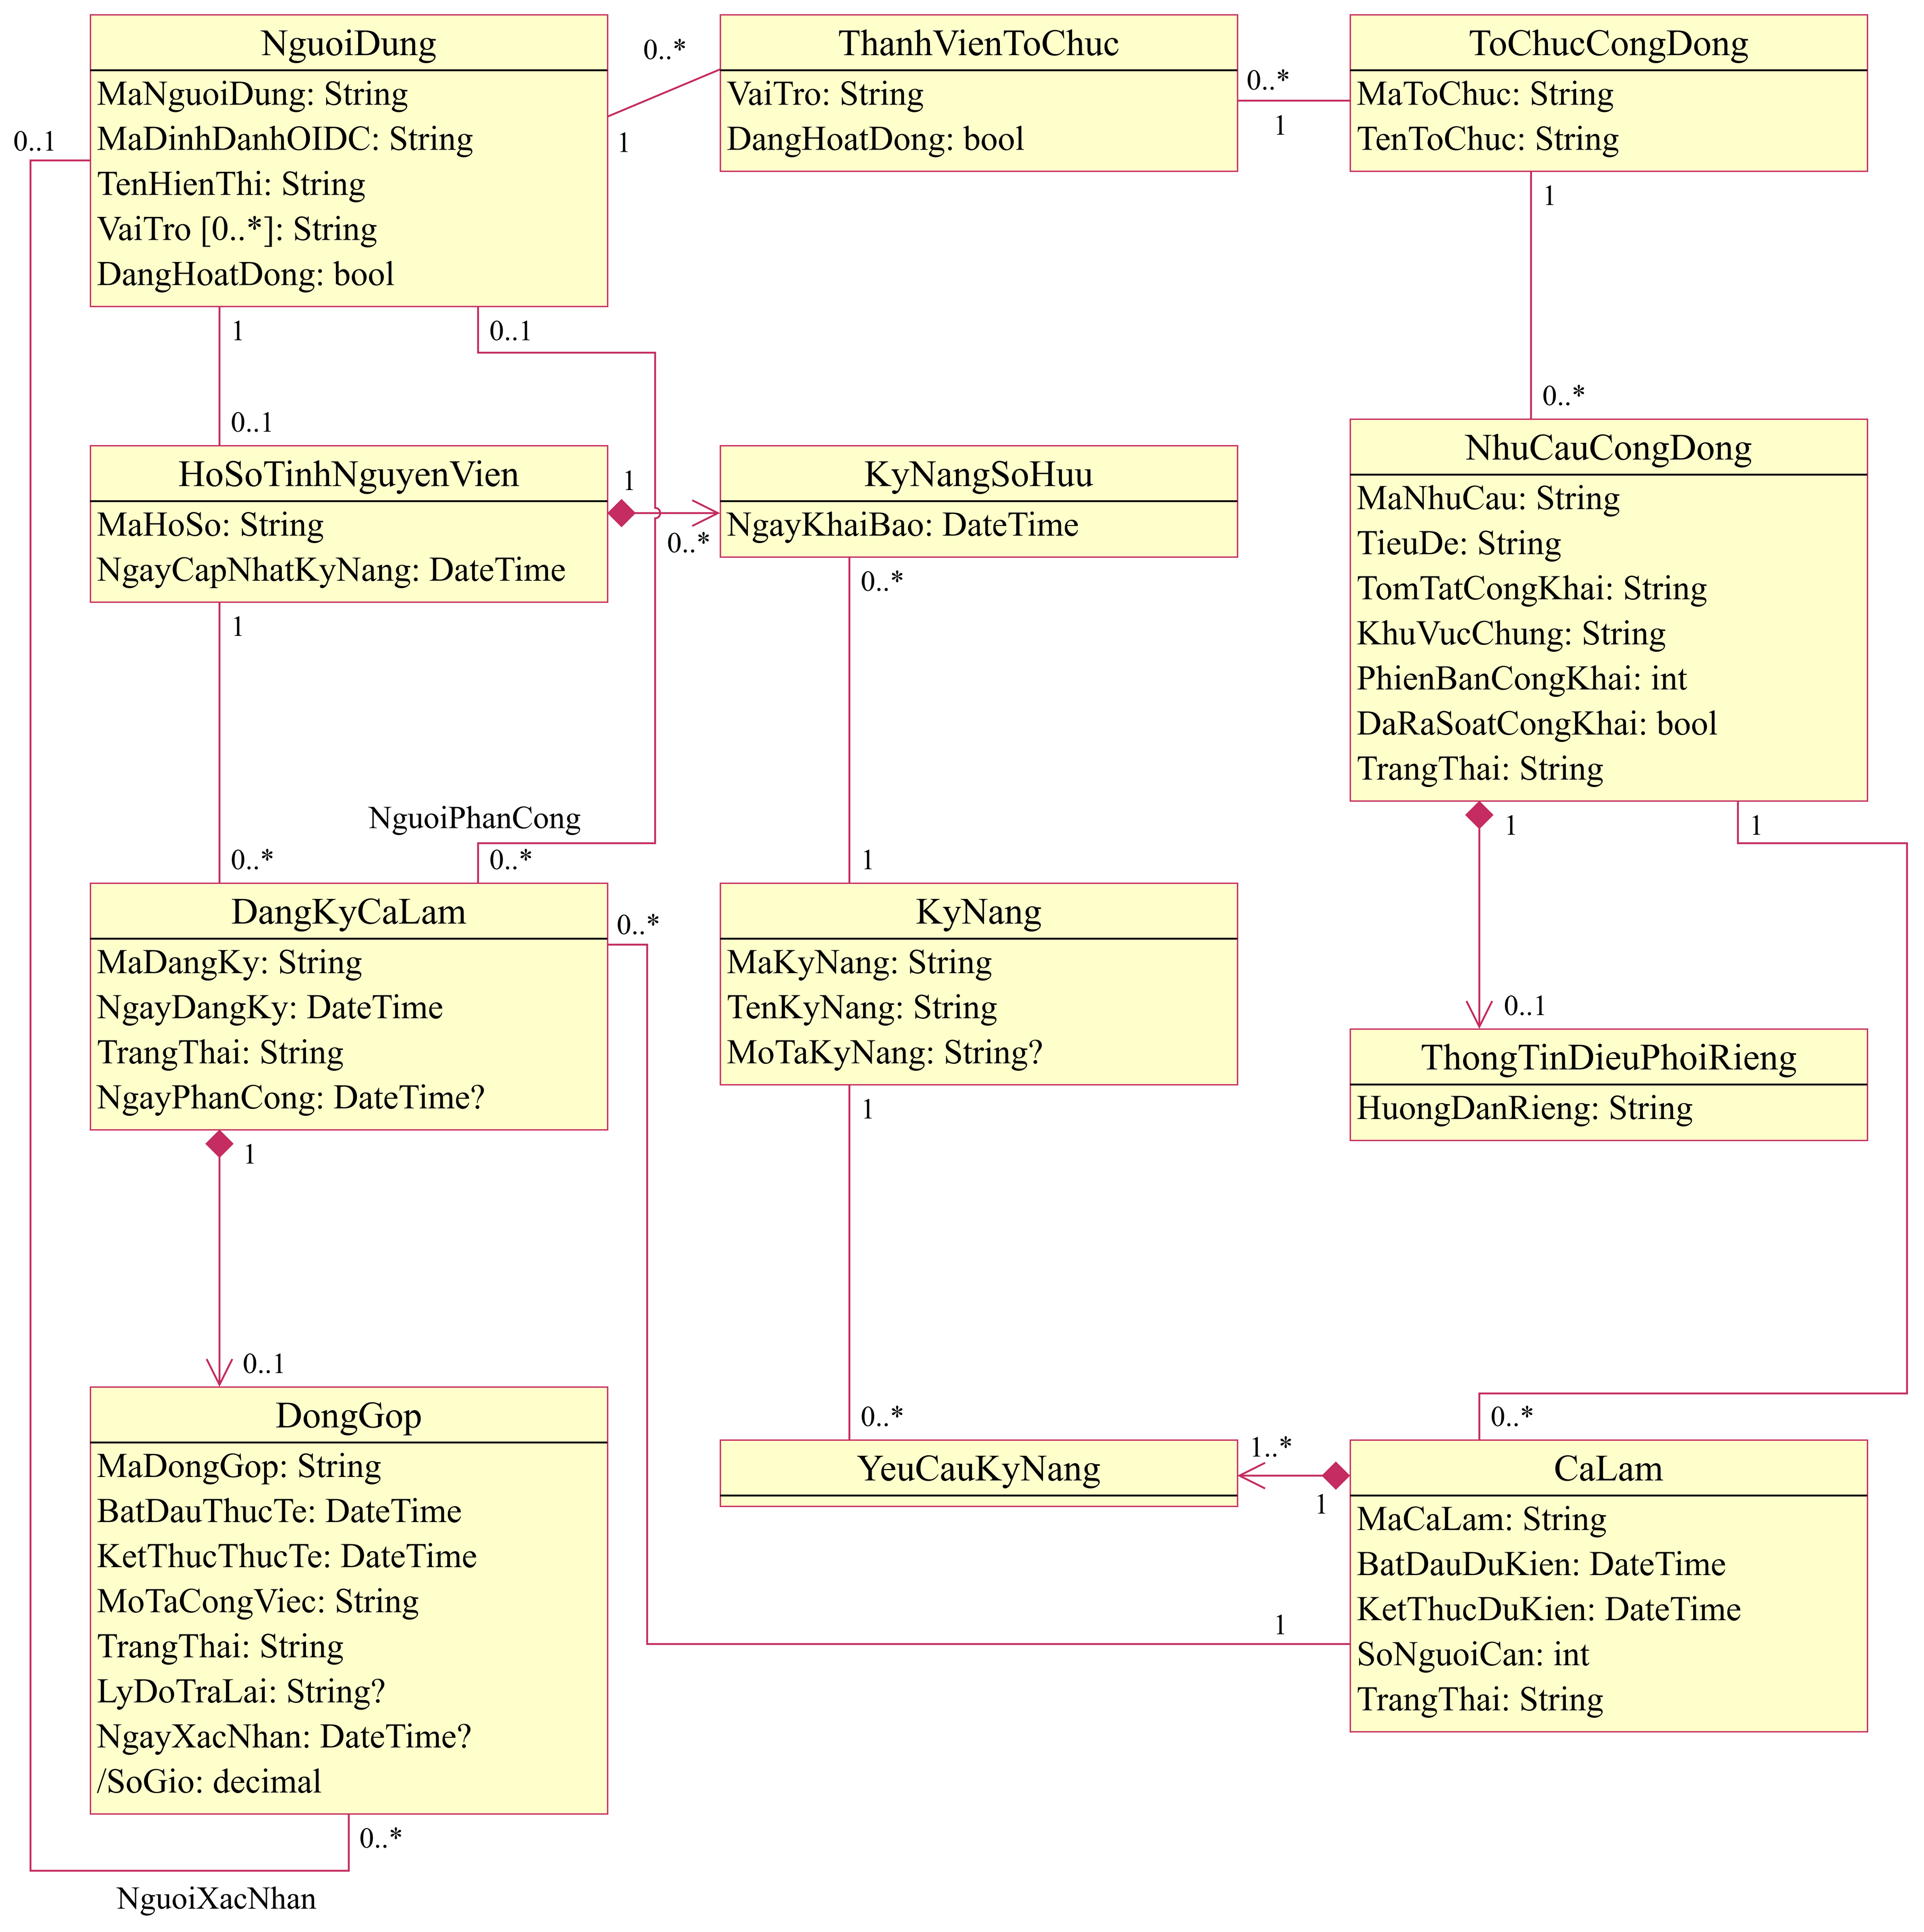 NguoiDung
MaNguoiDung: String
MaDinhDanhOIDC: String
TenHienThi: String
VaiTro [0..*]: String
DangHoatDong: bool
0..*
1
ThanhVienToChuc
VaiTro: String
DangHoatDong: bool
0..*
1
ToChucCongDong
MaToChuc: String
TenToChuc: String
0..1
1
0..1
1
0..1
0..*
HoSoTinhNguyenVien
MaHoSo: String
NgayCapNhatKyNang: DateTime
1
0..*
KyNangSoHuu
NgayKhaiBao: DateTime
NhuCauCongDong
MaNhuCau: String
TieuDe: String
TomTatCongKhai: String
KhuVucChung: String
PhienBanCongKhai: int
DaRaSoatCongKhai: bool
TrangThai: String
1
0..*
NguoiPhanCong
0..*
0..*
1
1
1
DangKyCaLam
MaDangKy: String
NgayDangKy: DateTime
TrangThai: String
NgayPhanCong: DateTime?
0..*
KyNang
MaKyNang: String
TenKyNang: String
MoTaKyNang: String?
0..1
ThongTinDieuPhoiRieng
HuongDanRieng: String
1
1
0..1
0..*
0..*
DongGop
MaDongGop: String
BatDauThucTe: DateTime
KetThucThucTe: DateTime
MoTaCongViec: String
TrangThai: String
LyDoTraLai: String?
NgayXacNhan: DateTime?
/SoGio: decimal
YeuCauKyNang
1..*
1
CaLam
MaCaLam: String
BatDauDuKien: DateTime
KetThucDuKien: DateTime
SoNguoiCan: int
TrangThai: String
1
0..*
NguoiXacNhan